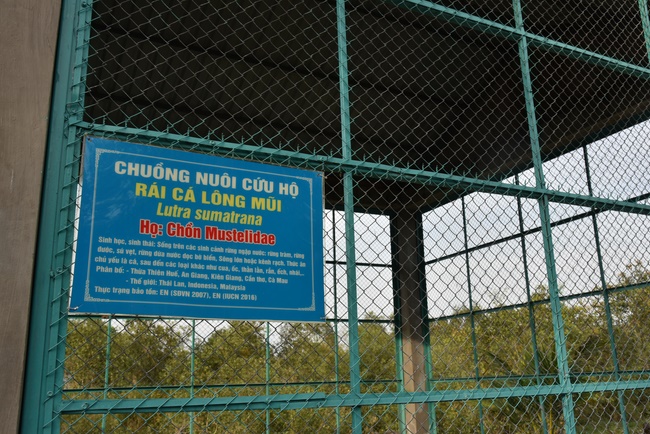 CHUỒNG NUÔI CỨU HỘ
RÁI CÁ LÔNG MŨI
Lutra sumatrana
Họ: Chồn Mustelidae
Sinh học, sinh thái: Sống trên các sinh cảnh rừng ngập nước: rừng tràm, rừng
đước, sú vẹt, rừng dừa nước dọc bờ biển, Sông lớn hoặc kênh rạch. Thức ăn
chủ yếu là cá, sau đến các loại khác như cua, ốc, thằn lằn, rắn, ếch, nhái...
Phân bố: - Thừa Thiên Huế, An Giang, Kiên Giang, Cần thơ, Cà Mau
- Thế giới: Thái Lan, Indonesia, Malaysia
Thực trạng bảo tồn: EN (SĐVN 2007), EN (IUCN 2016)